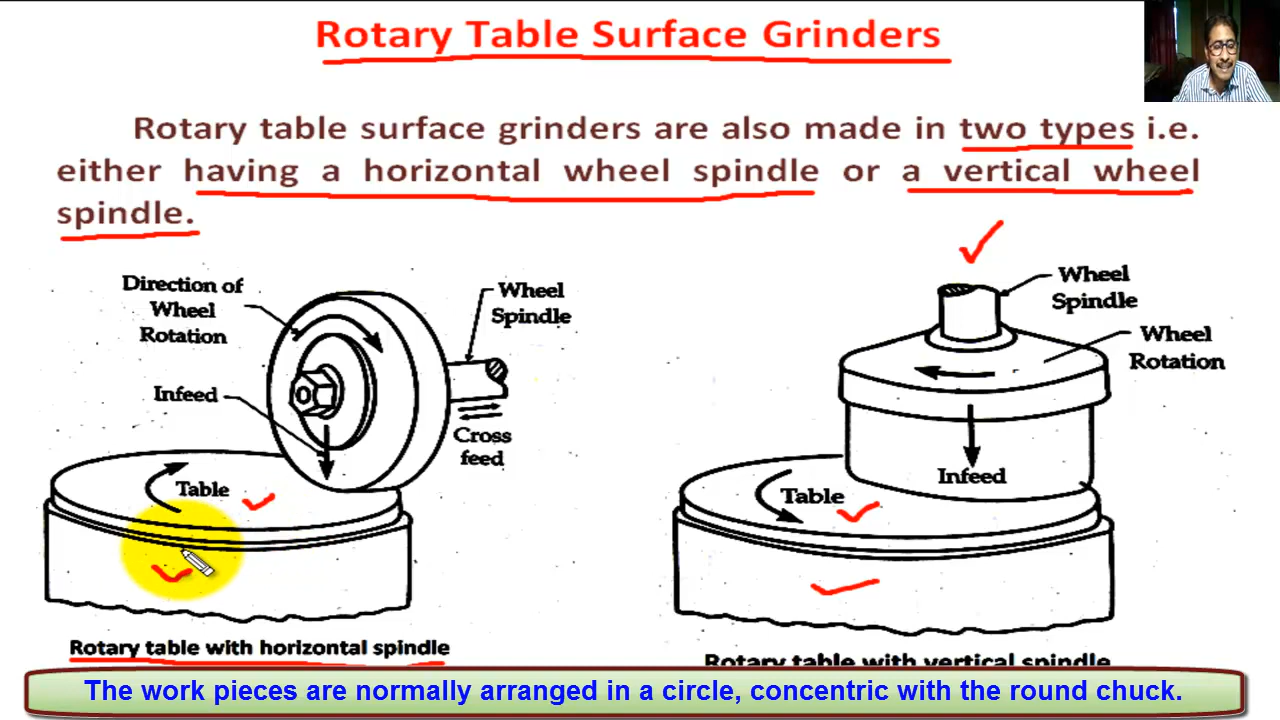 Rotary Table Surface Grinders
Rotary table surface grinders are also made in two types i.e.
either having a horizontal wheel spindle or a vertical wheel
spindle.
Direction of
Wheel
Rotation
Wheel
Spindle
Infeed
Cross
feed
Table
Rotary table with horizontal spindle
Wheel
Spindle
Wheel
Rotation
Infeed
Table
Rotary table with vertical spindle
The work pieces are normally arranged in a circle, concentric with the round chuck.